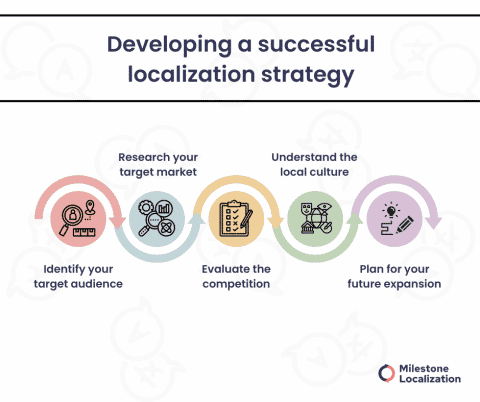 Developing a successful
localization strategy
Research your
target market
Understand the
local culture
Identify your
target audience
Evaluate the
competition
Plan for your
future expansion
Milestone
Localization